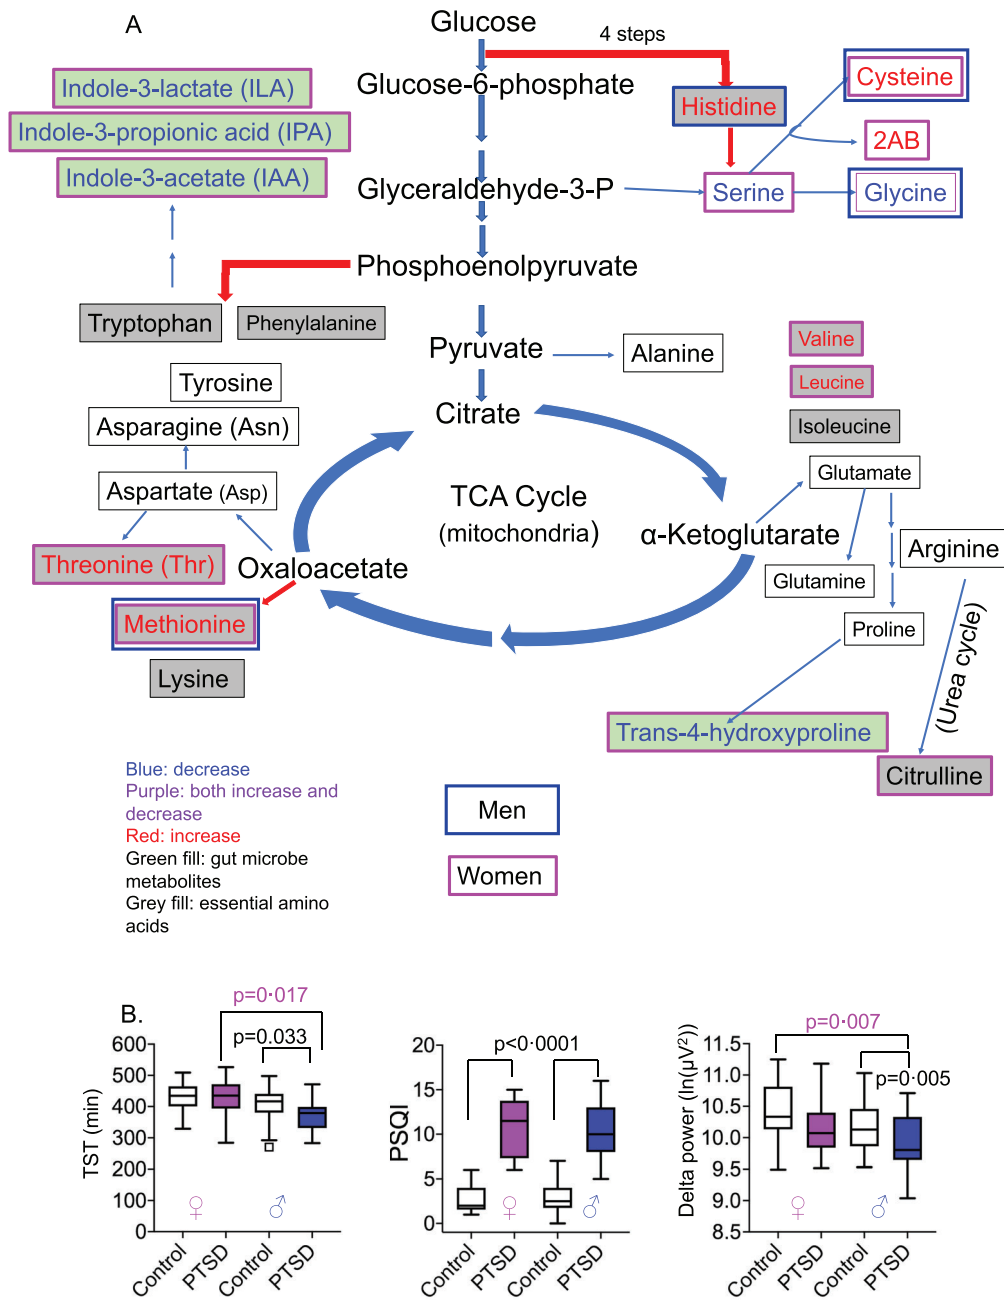 A
Glucose
4 steps
Glucose-6-phosphate
Indole-3-lactate (ILA)
Indole-3-propionic acid (IPA)
Indole-3-acetate (IAA)
Cysteine
Histidine
2AB
Glyceraldehyde-3-P
Serine
Glycine
Phosphoenolpyruvate
Tryptophan
Phenylalanine
Pyruvate
Alanine
Valine
Leucine
Isoleucine
Tyrosine
Asparagine (Asn)
Aspartate (Asp)
Citrate
TCA Cycle
(mitochondria)
Glutamate
α-Ketoglutarate
Arginine
Threonine (Thr)
Oxaloacetate
Glutamine
Methionine
Proline
Lysine
(Urea cycle)
Trans-4-hydroxyproline
Citrulline
Blue: decrease
Purple: both increase and
decrease
Red: increase
Green fill: gut microbe
metabolites
Grey fill: essential amino
acids
Men
Women
B.
p=0·017
p=0.033
TST (min)
600
500
400
300
200
100
0
♀
♂
Control
PTSD
Control
PTSD
p<0·0001
PSQI
20
15
10
5
0
♀
♂
Control
PTSD
Control
PTSD
p=0·007
p=0·005
Delta power (ln(µV²))
11.5
11.0
10.5
10.0
9.5
9.0
8.5
♀
♂
Control
PTSD
Control
PTSD